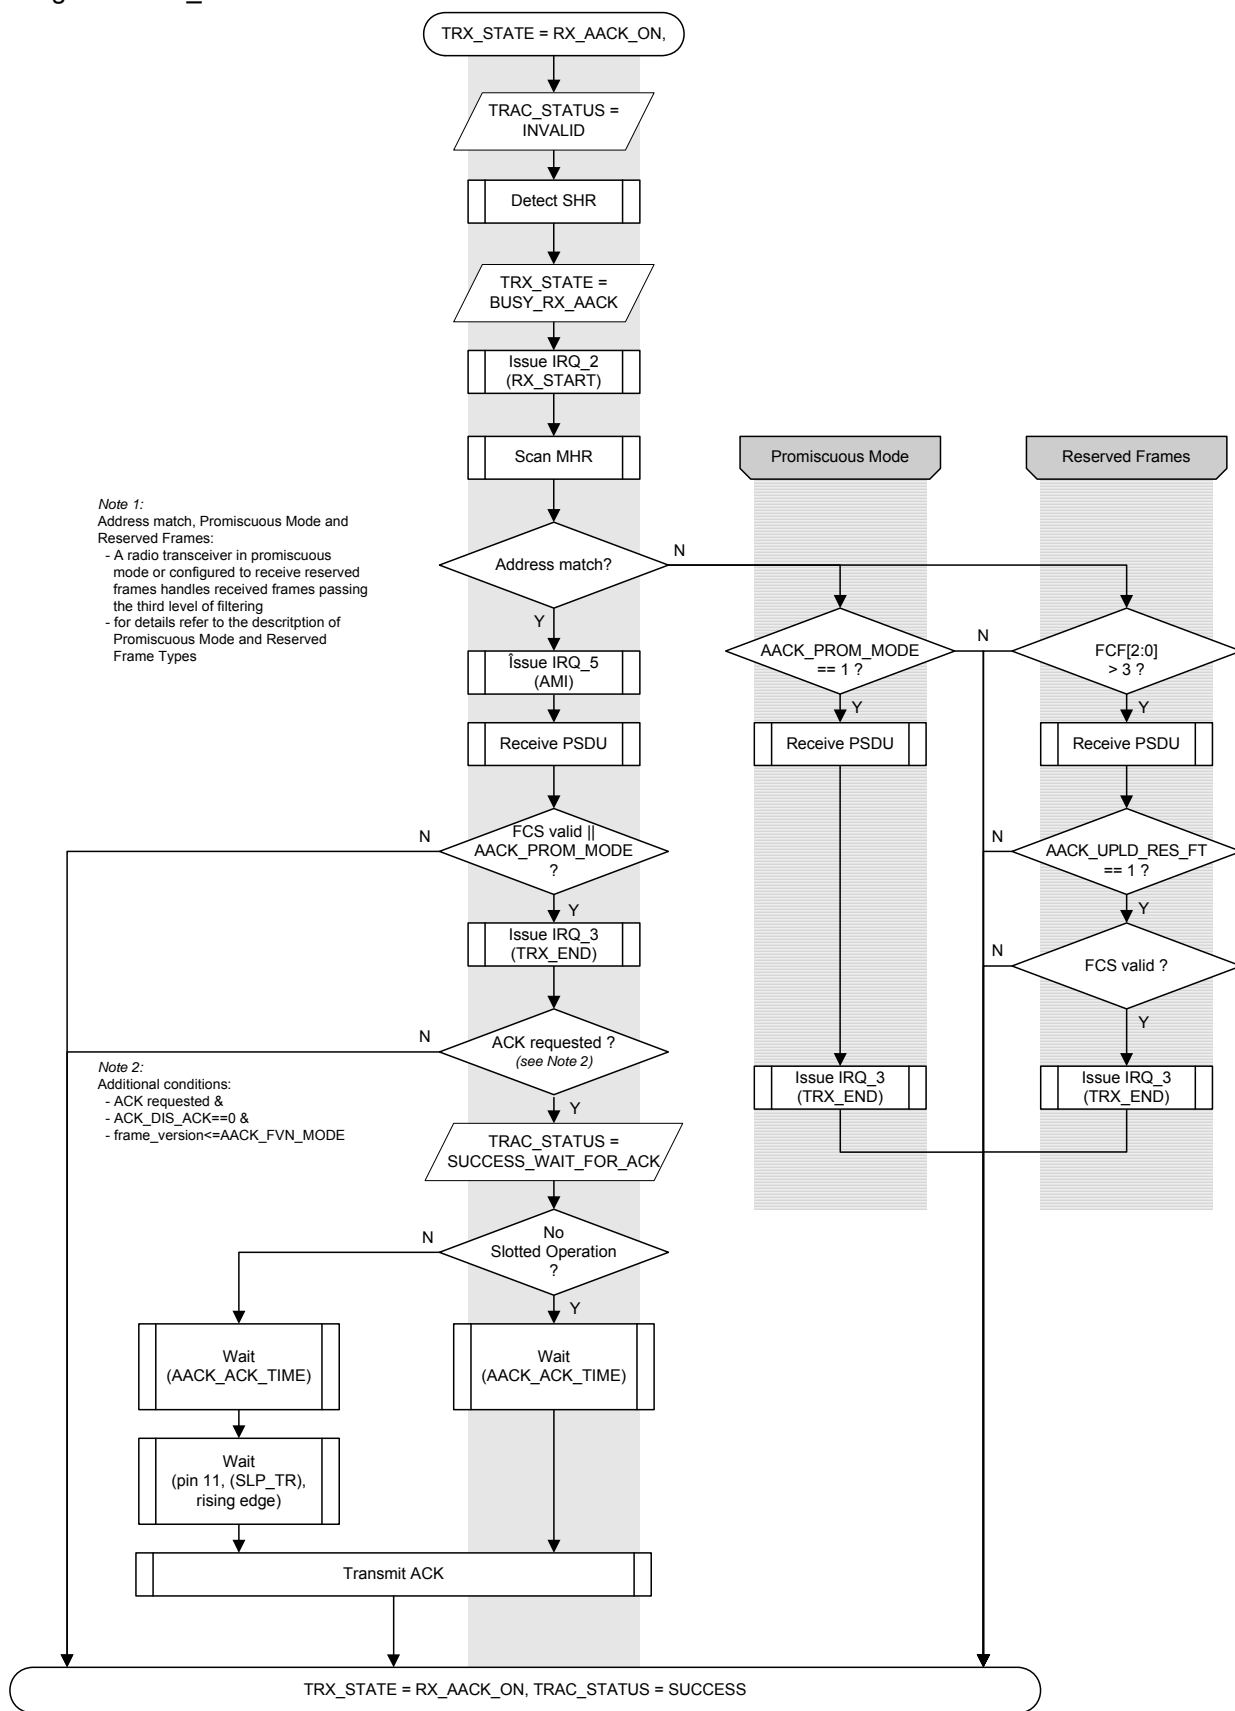 TRX_STATE = RX_AACK_ON,
TRAC_STATUS =
INVALID
Detect SHR
TRX_STATE =
BUSY_RX_AACK
Issue IRQ_2
(RX_START)
Scan MHR
Promiscuous Mode
Reserved Frames
Note 1:
Address match, Promiscuous Mode and
Reserved Frames:
- A radio transceiver in promiscuous
mode or configured to receive reserved
frames handles received frames passing
the third level of filtering
- for details refer to the descritption of
Promiscuous Mode and Reserved
Frame Types
Address match?
N
Y
AACK_PROM_MODE
== 1 ?
N
FCF[2:0]
> 3 ?
Îssue IRQ_5
(AMI)
Y
Y
Receive PSDU
Receive PSDU
Receive PSDU
N
FCS valid ||
AACK_PROM_MODE
?
N
AACK_UPLD_RES_FT
== 1 ?
Y
Y
Issue IRQ_3
(TRX_END)
N
FCS valid ?
Y
N
ACK requested ?
(see Note 2)
Note 2:
Additional conditions:
- ACK requested &
- ACK_DIS_ACK==0 &
- frame_version<=AACK_FVN_MODE
Issue IRQ_3
(TRX_END)
Issue IRQ_3
(TRX_END)
Y
TRAC_STATUS =
SUCCESS_WAIT_FOR_ACK
N
No
Slotted Operation
?
Y
Wait
(AACK_ACK_TIME)
Wait
(AACK_ACK_TIME)
Wait
(pin 11, (SLP_TR),
rising edge)
Transmit ACK
TRX_STATE = RX_AACK_ON, TRAC_STATUS = SUCCESS